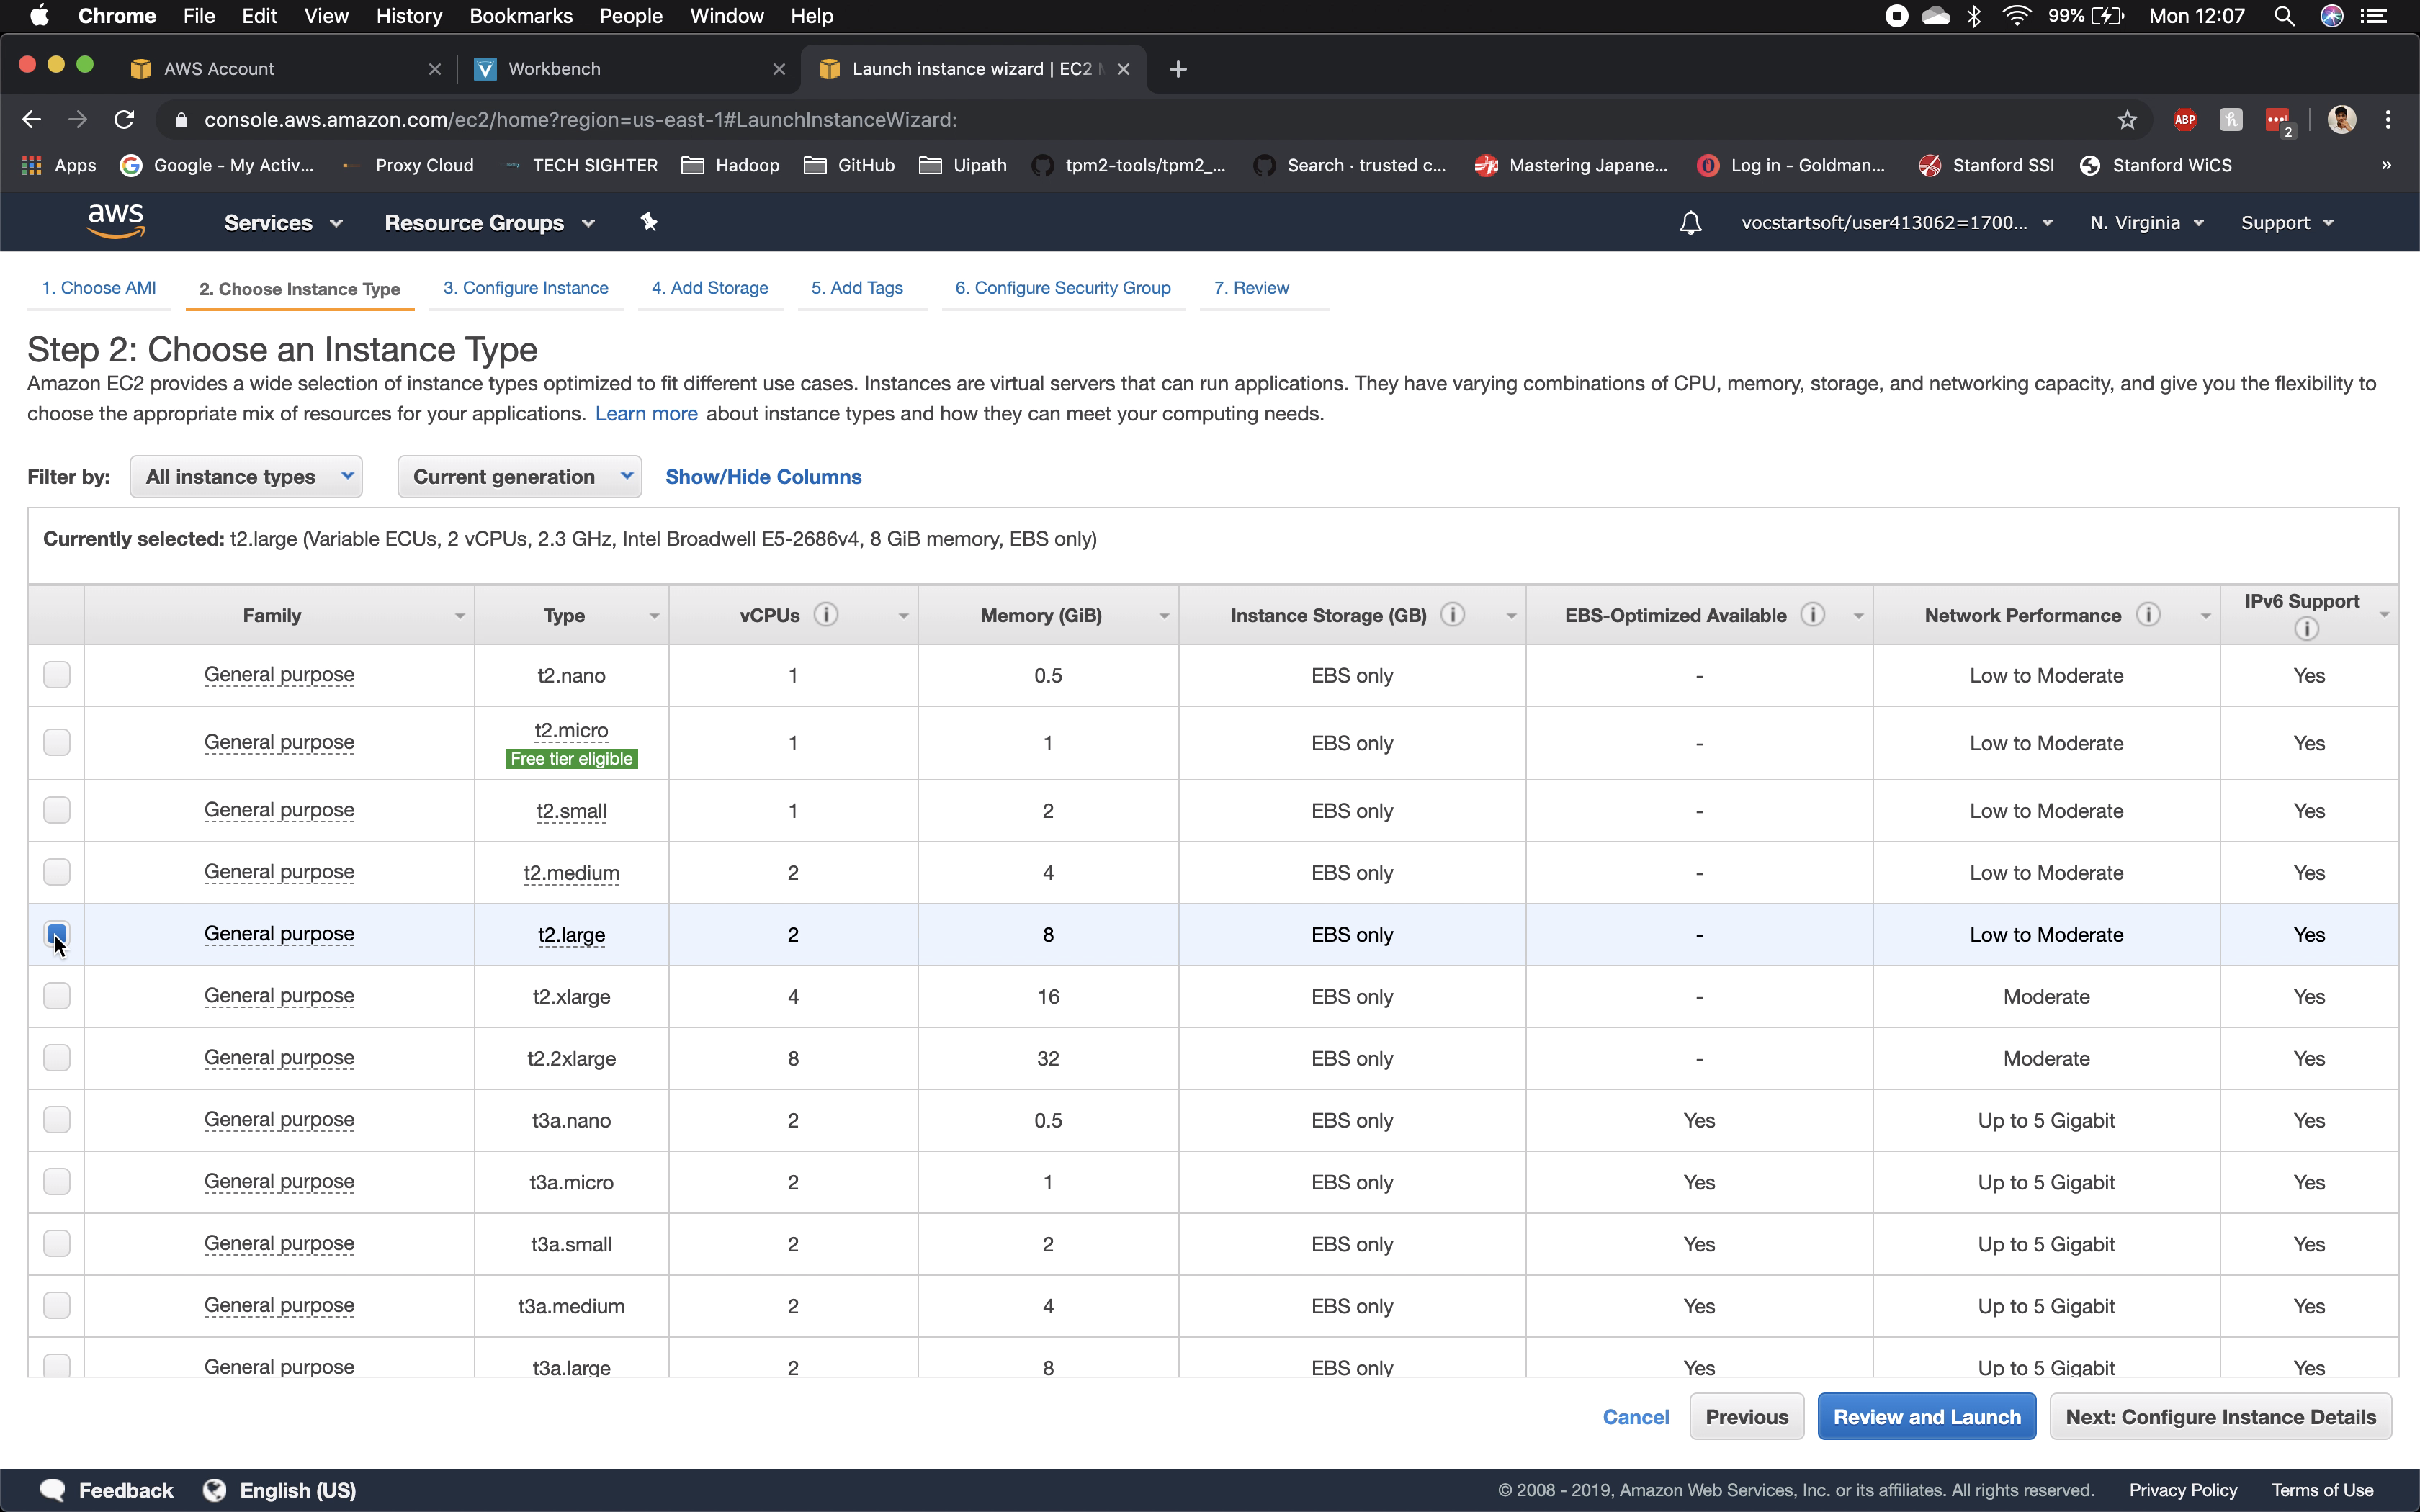 Chrome File Edit View History Bookmarks People Window Help 99% Mon 12:07
AWS Account Workbench Launch instance wizard | EC2
console.aws.amazon.com/ec2/home?region=us-east-1#LaunchInstanceWizard:
ABP 2
Apps Google - My Activ... Proxy Cloud TECH SIGHTER Hadoop GitHub Uipath tpm2-tools/tpm2_... Search · trusted c... Mastering Japane... Log in - Goldman... Stanford SSI Stanford WiCS »
aws Services Resource Groups vocstartsoft/user413062=1700... N. Virginia Support
1. Choose AMI 2. Choose Instance Type 3. Configure Instance 4. Add Storage 5. Add Tags 6. Configure Security Group 7. Review
Step 2: Choose an Instance Type
Amazon EC2 provides a wide selection of instance types optimized to fit different use cases. Instances are virtual servers that can run applications. They have varying combinations of CPU, memory, storage, and networking capacity, and give you the flexibility to
choose the appropriate mix of resources for your applications. Learn more about instance types and how they can meet your computing needs.
Filter by: All instance types Current generation Show/Hide Columns
Currently selected: t2.large (Variable ECUs, 2 vCPUs, 2.3 GHz, Intel Broadwell E5-2686v4, 8 GiB memory, EBS only)
Family Type vCPUs Memory (GiB) Instance Storage (GB) EBS-Optimized Available Network Performance IPv6 Support
General purpose t2.nano 1 0.5 EBS only - Low to Moderate Yes
General purpose t2.micro 1 1 EBS only - Low to Moderate Yes
Free tier eligible
General purpose t2.small 1 2 EBS only - Low to Moderate Yes
General purpose t2.medium 2 4 EBS only - Low to Moderate Yes
General purpose t2.large 2 8 EBS only - Low to Moderate Yes
General purpose t2.xlarge 4 16 EBS only - Moderate Yes
General purpose t2.2xlarge 8 32 EBS only - Moderate Yes
General purpose t3a.nano 2 0.5 EBS only Yes Up to 5 Gigabit Yes
General purpose t3a.micro 2 1 EBS only Yes Up to 5 Gigabit Yes
General purpose t3a.small 2 2 EBS only Yes Up to 5 Gigabit Yes
General purpose t3a.medium 2 4 EBS only Yes Up to 5 Gigabit Yes
General purpose t3a.large 2 8 EBS only Yes Up to 5 Gigabit Yes
Cancel Previous Review and Launch Next: Configure Instance Details
Feedback English (US) © 2008 - 2019, Amazon Web Services, Inc. or its affiliates. All rights reserved. Privacy Policy Terms of Use